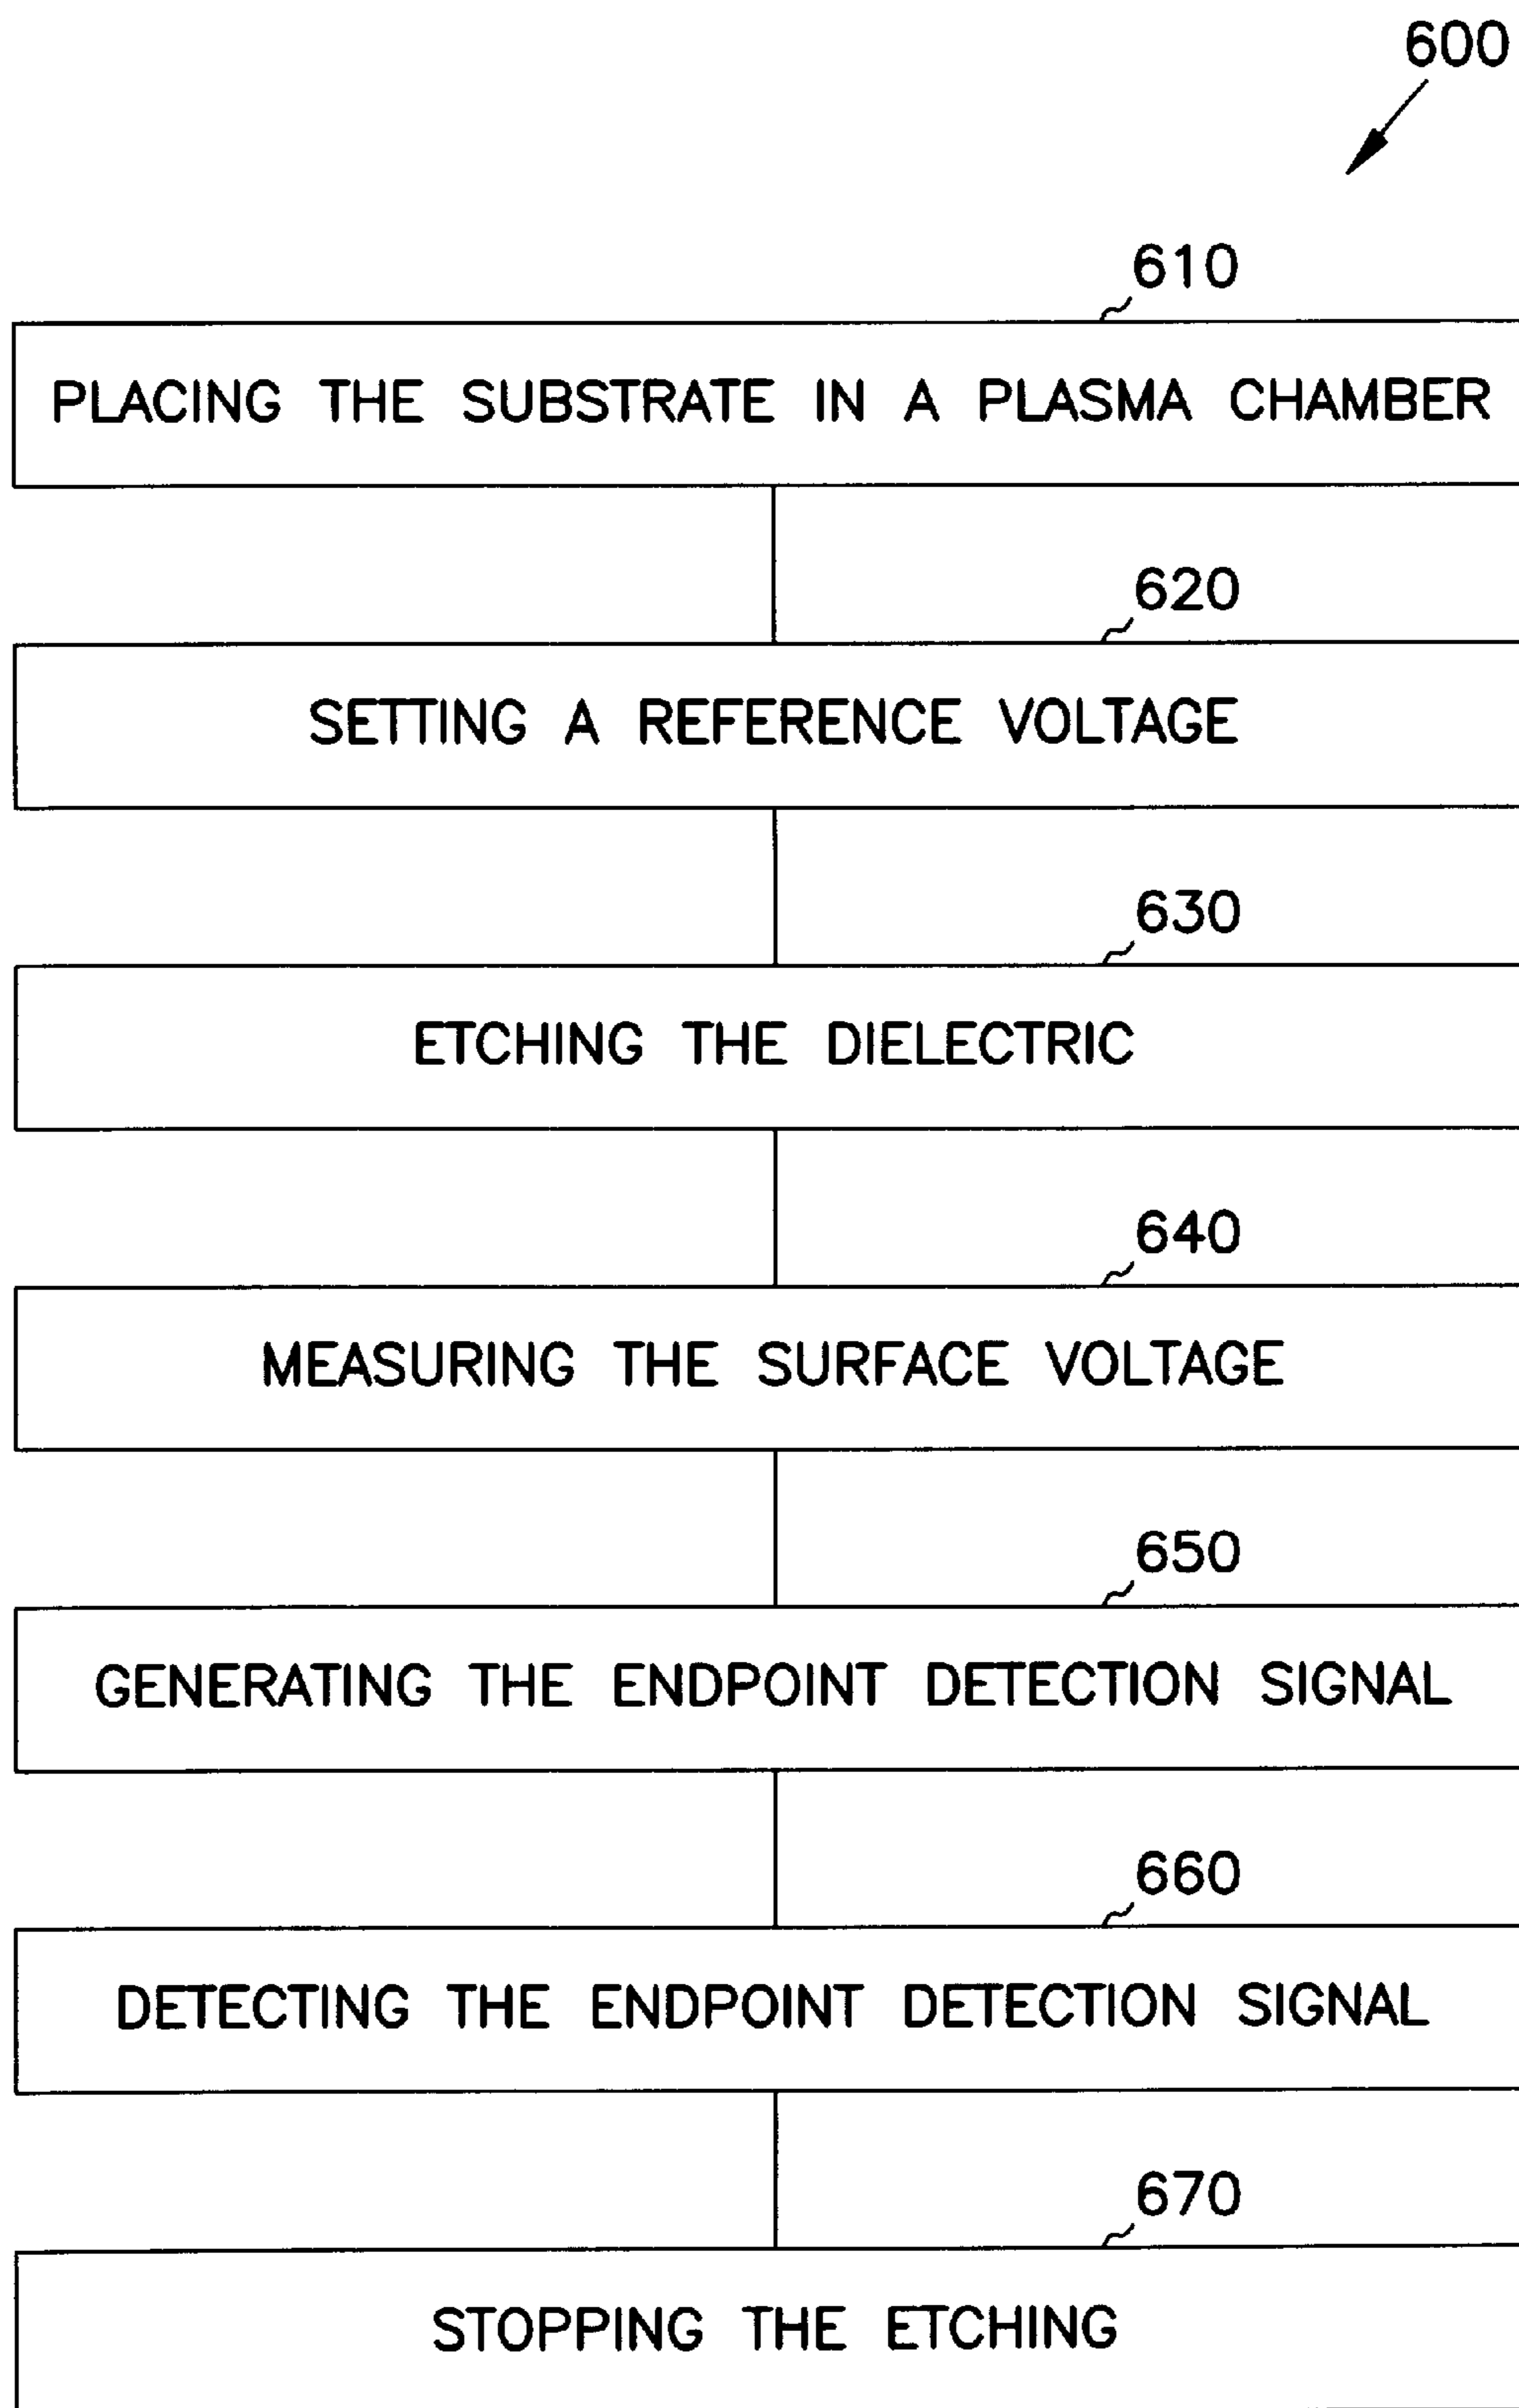 600
610
PLACING THE SUBSTRATE IN A PLASMA CHAMBER
620
SETTING A REFERENCE VOLTAGE
630
ETCHING THE DIELECTRIC
640
MEASURING THE SURFACE VOLTAGE
650
GENERATING THE ENDPOINT DETECTION SIGNAL
660
DETECTING THE ENDPOINT DETECTION SIGNAL
670
STOPPING THE ETCHING